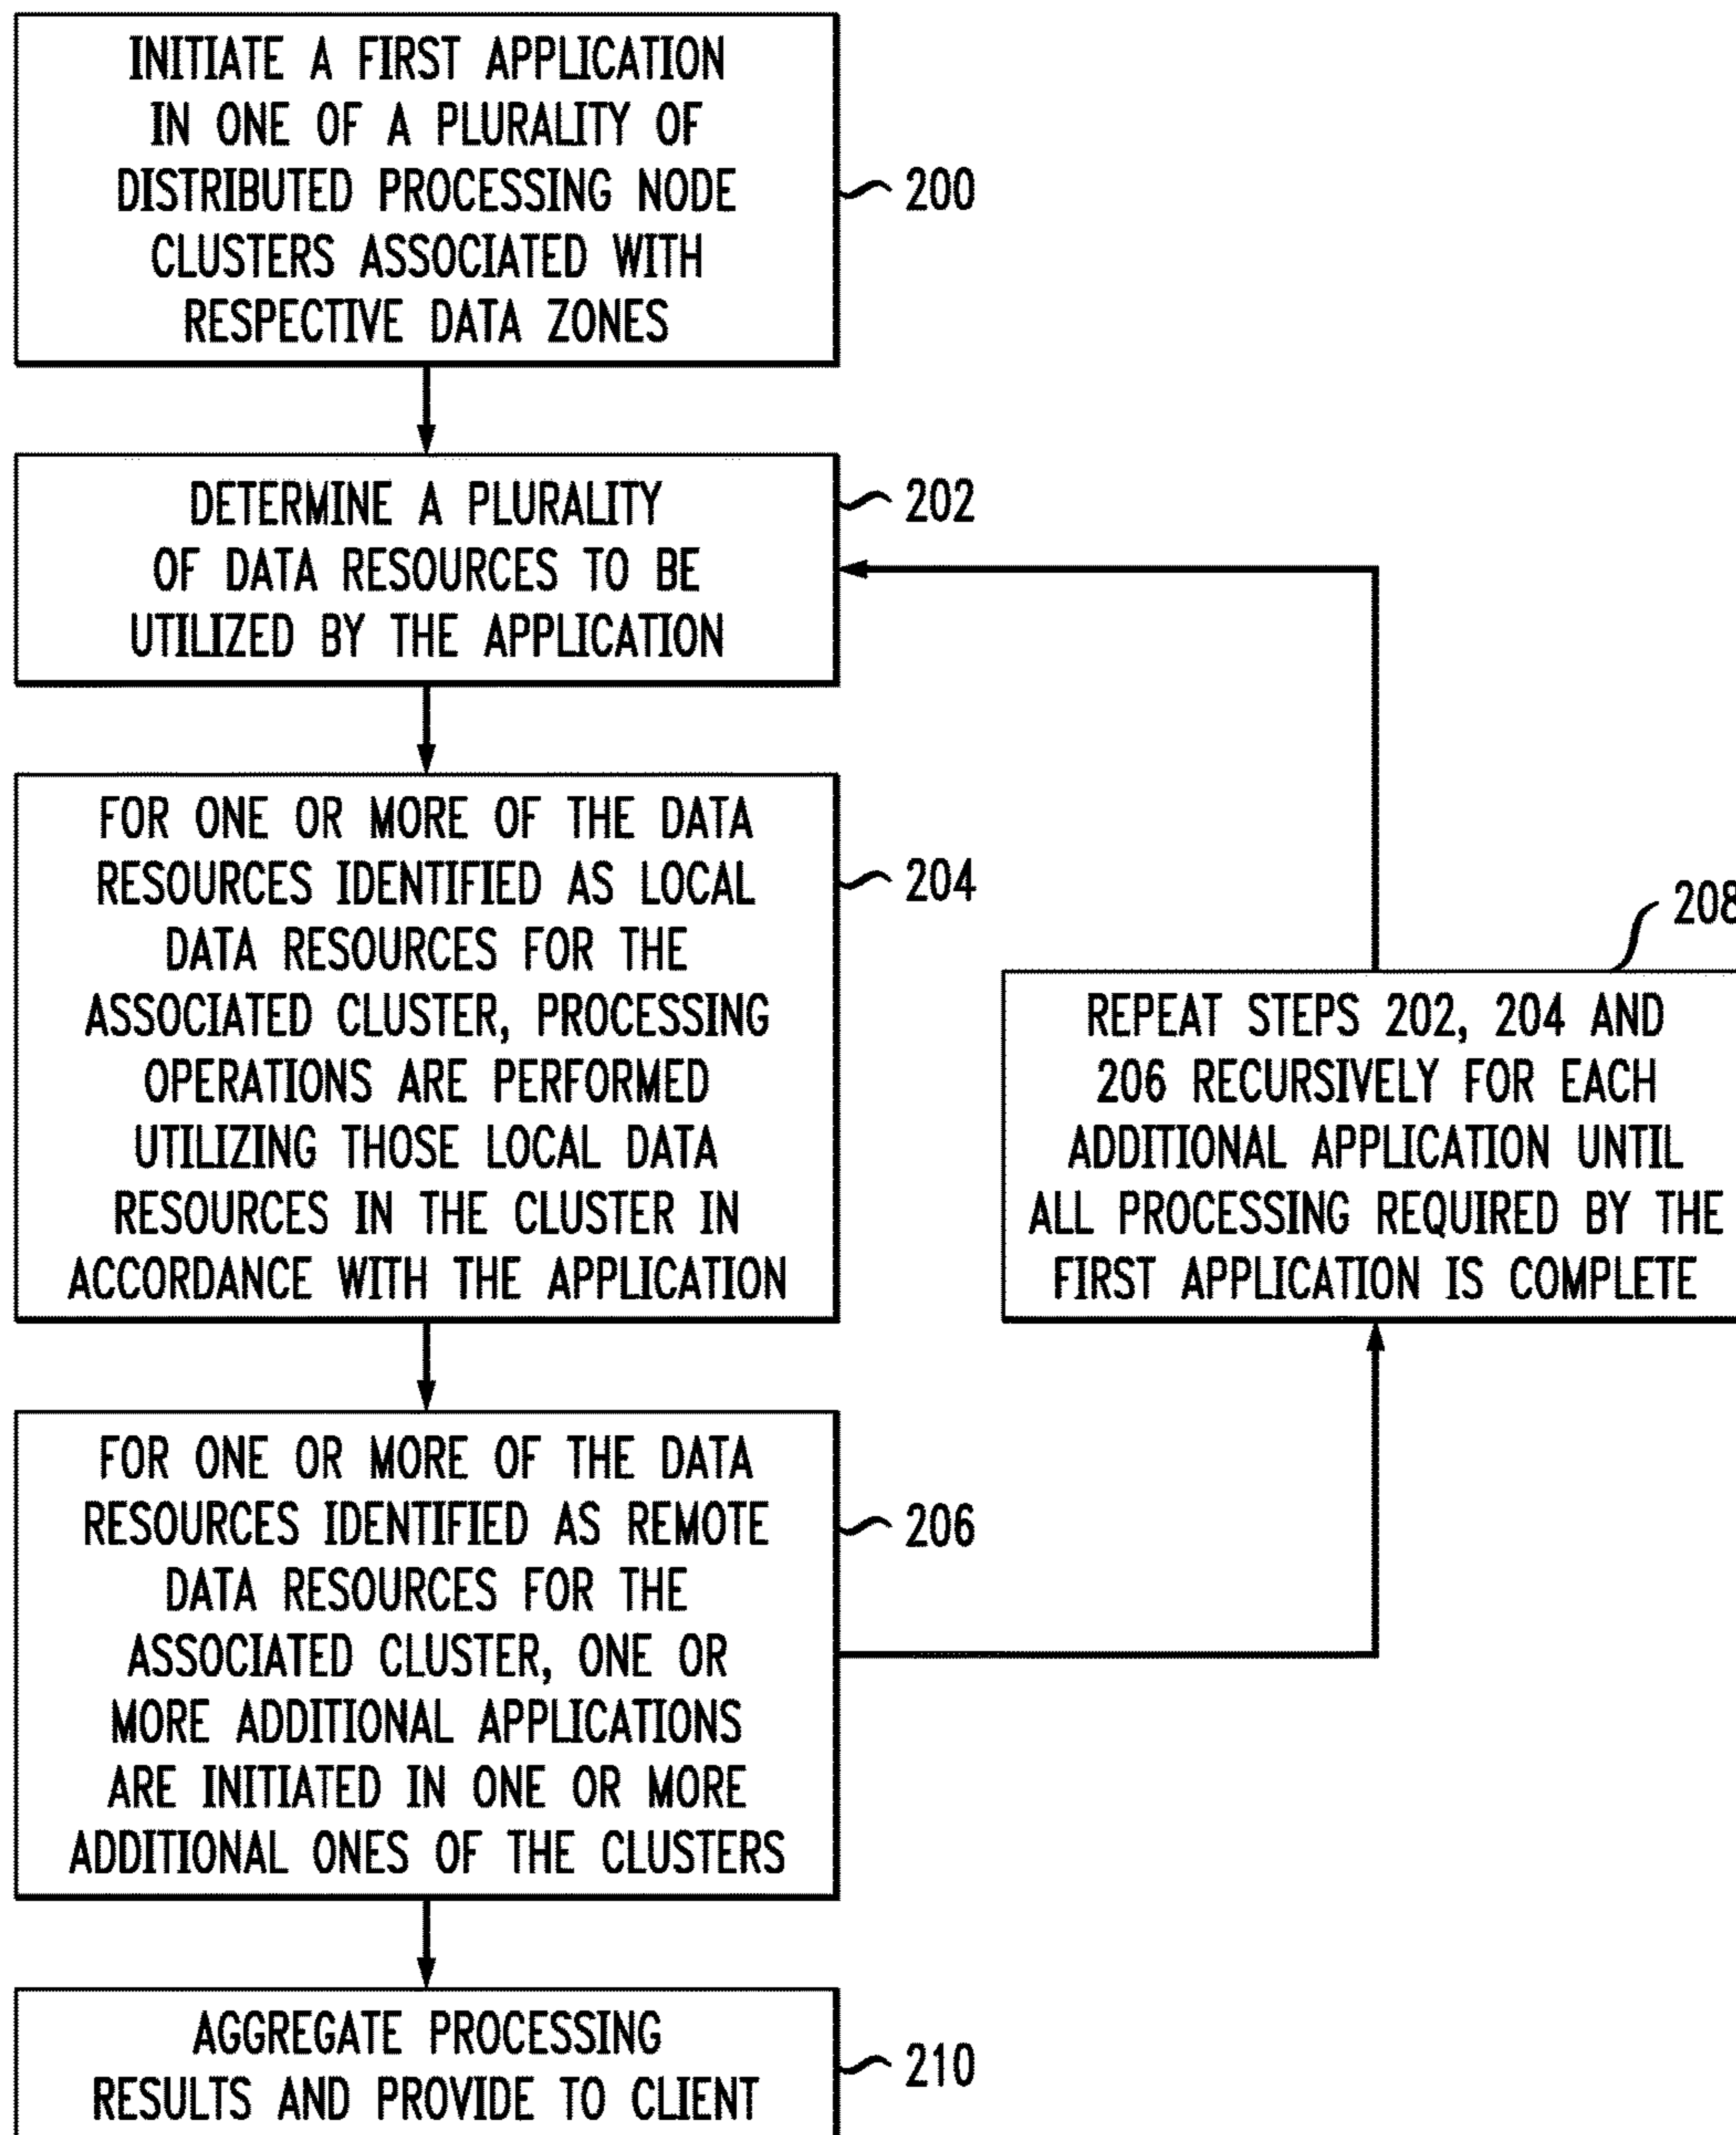 INITIATE A FIRST APPLICATION
IN ONE OF A PLURALITY OF
DISTRIBUTED PROCESSING NODE
CLUSTERS ASSOCIATED WITH
RESPECTIVE DATA ZONES
200
DETERMINE A PLURALITY
OF DATA RESOURCES TO BE
UTILIZED BY THE APPLICATION
202
FOR ONE OR MORE OF THE DATA
RESOURCES IDENTIFIED AS LOCAL
DATA RESOURCES FOR THE
ASSOCIATED CLUSTER, PROCESSING
OPERATIONS ARE PERFORMED
UTILIZING THOSE LOCAL DATA
RESOURCES IN THE CLUSTER IN
ACCORDANCE WITH THE APPLICATION
204
FOR ONE OR MORE OF THE DATA
RESOURCES IDENTIFIED AS REMOTE
DATA RESOURCES FOR THE
ASSOCIATED CLUSTER, ONE OR
MORE ADDITIONAL APPLICATIONS
ARE INITIATED IN ONE OR MORE
ADDITIONAL ONES OF THE CLUSTERS
206
208
REPEAT STEPS 202, 204 AND
206 RECURSIVELY FOR EACH
ADDITIONAL APPLICATION UNTIL
ALL PROCESSING REQUIRED BY THE
FIRST APPLICATION IS COMPLETE
AGGREGATE PROCESSING
RESULTS AND PROVIDE TO CLIENT
210